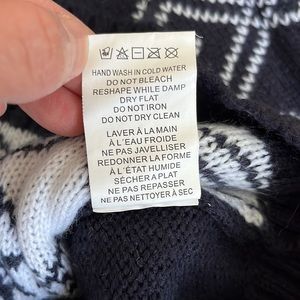 HAND WASH IN COLD WATER
DO NOT BLEACH
RESHAPE WHILE DAMP
DRY FLAT
DO NOT IRON
DO NOT DRY CLEAN
LAVER À LA MAIN
À L'EAU FROIDE
NE PAS JAVELLISER
REDONNER LA FORME
À L'ÉTAT HUMIDE
SÉCHER À PLAT
NE PAS REPASSER
NE PAS NETTOYER À SEC